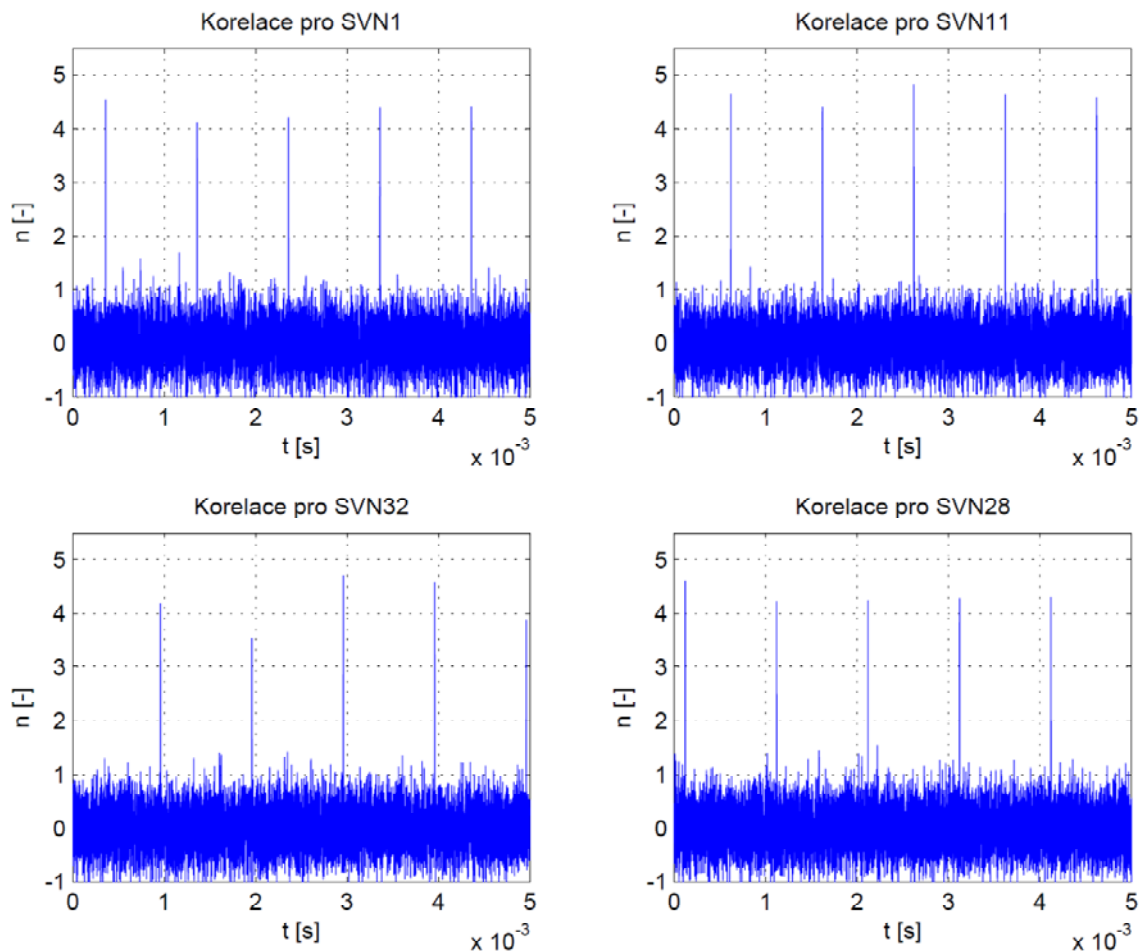 Korelace pro SVN1
5
4
3
2
1
0
-1
n [-]
0 1 2 3 4 5
t [s]
x 10^-3
Korelace pro SVN11
5
4
3
2
1
0
-1
n [-]
0 1 2 3 4 5
t [s]
x 10^-3
Korelace pro SVN32
5
4
3
2
1
0
-1
n [-]
0 1 2 3 4 5
t [s]
x 10^-3
Korelace pro SVN28
5
4
3
2
1
0
-1
n [-]
0 1 2 3 4 5
t [s]
x 10^-3